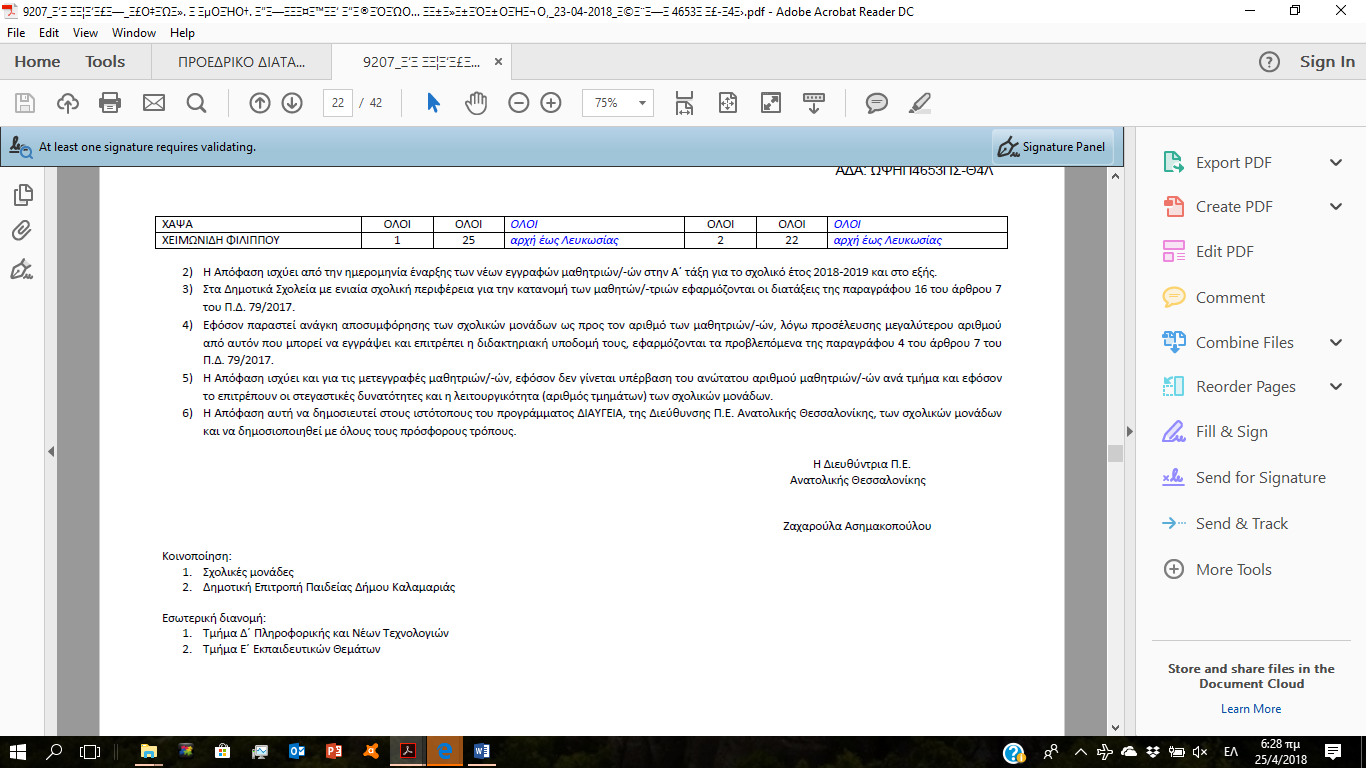 File Edit View Window Help
Home Tools ΠΡΟΕΔΡΙΚΟ ΔΙΑΤΑ... Sign In
22 / 42 75%
At least one signature requires validating. Signature Panel
ΑΔΑ: ΩΨΗΠ4653ΠΣ-Θ4Λ
ΧΑΨΑ ΟΛΟΙ ΟΛΟΙ ΟΛΟΙ ΟΛΟΙ ΟΛΟΙ ΟΛΟΙ
ΧΕΙΜΩΝΙΔΗ ΦΙΛΙΠΠΟΥ 1 25 αρχή έως Λευκωσίας 2 22 αρχή έως Λευκωσίας
2) Η Απόφαση ισχύει από την ημερομηνία έναρξης των νέων εγγραφών μαθητριών/-ών στην Α΄ τάξη για το σχολικό έτος 2018-2019 και στο εξής.
3) Στα Δημοτικά Σχολεία με ενιαία σχολική περιφέρεια για την κατανομή των μαθητών/-τριών εφαρμόζονται οι διατάξεις της παραγράφου 16 του άρθρου 7
του Π.Δ. 79/2017.
4) Εφόσον παραστεί ανάγκη αποσυμφόρησης των σχολικών μονάδων ως προς τον αριθμό των μαθητριών/-ών, λόγω προσέλευσης μεγαλύτερου αριθμού
από αυτόν που μπορεί να εγγράψει και επιτρέπει η διδακτηριακή υποδομή τους, εφαρμόζονται τα προβλεπόμενα της παραγράφου 4 του άρθρου 7 του
Π.Δ. 79/2017.
5) Η Απόφαση ισχύει και για τις μετεγγραφές μαθητριών/-ών, εφόσον δεν γίνεται υπέρβαση του ανώτατου αριθμού μαθητριών/-ών ανά τμήμα και εφόσον
το επιτρέπουν οι στεγαστικές δυνατότητες και η λειτουργικότητα (αριθμός τμημάτων) των σχολικών μονάδων.
6) Η Απόφαση αυτή να δημοσιευτεί στους ιστότοπους του προγράμματος ΔΙΑΥΓΕΙΑ, της Διεύθυνσης Π.Ε. Ανατολικής Θεσσαλονίκης, των σχολικών μονάδων
και να δημοσιοποιηθεί με όλους τους πρόσφορους τρόπους.
Η Διευθύντρια Π.Ε.
Ανατολικής Θεσσαλονίκης
Ζαχαρούλα Ασημακοπούλου
Κοινοποίηση:
1. Σχολικές μονάδες
2. Δημοτική Επιτροπή Παιδείας Δήμου Καλαμαριάς
Εσωτερική διανομή:
1. Τμήμα Δ΄ Πληροφορικής και Νέων Τεχνολογιών
2. Τμήμα Ε΄ Εκπαιδευτικών Θεμάτων
Export PDF
Create PDF
Edit PDF
Comment
Combine Files
Reorder Pages
Fill & Sign
Send for Signature
Send & Track
More Tools
Store and share files in the
Document Cloud
Learn More
ΕΛ
6:28 πμ
25/4/2018